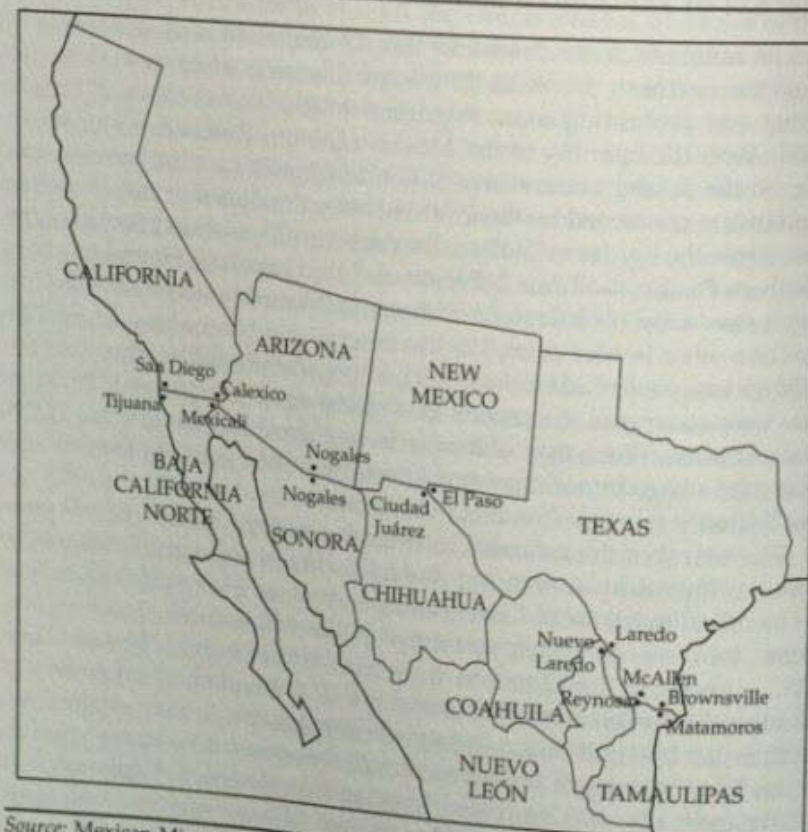 CALIFORNIA
ARIZONA
NEW
MEXICO
San Diego
Calexico
Tijuana
Mexicali
Nogales
Nogales
BAJA
CALIFORNIA
NORTE
SONORA
Ciudad
Juárez
El Paso
TEXAS
CHIHUAHUA
Nuevo
Laredo
Laredo
McAllen
Reynosa
Brownsville
Matamoros
COAHUILA
NUEVO
LEÓN
TAMAULIPAS
Source: Mexican